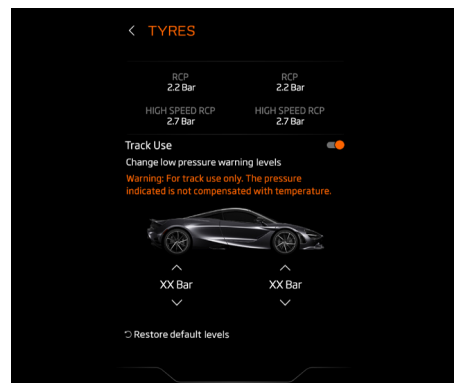 TYRES
RCP RCP
2.2 Bar 2.2 Bar
HIGH SPEED RCP HIGH SPEED RCP
2.7 Bar 2.7 Bar
Track Use
Change low pressure warning levels
Warning: For track use only. The pressure
indicated is not compensated with temperature.
XX Bar XX Bar
Restore default levels